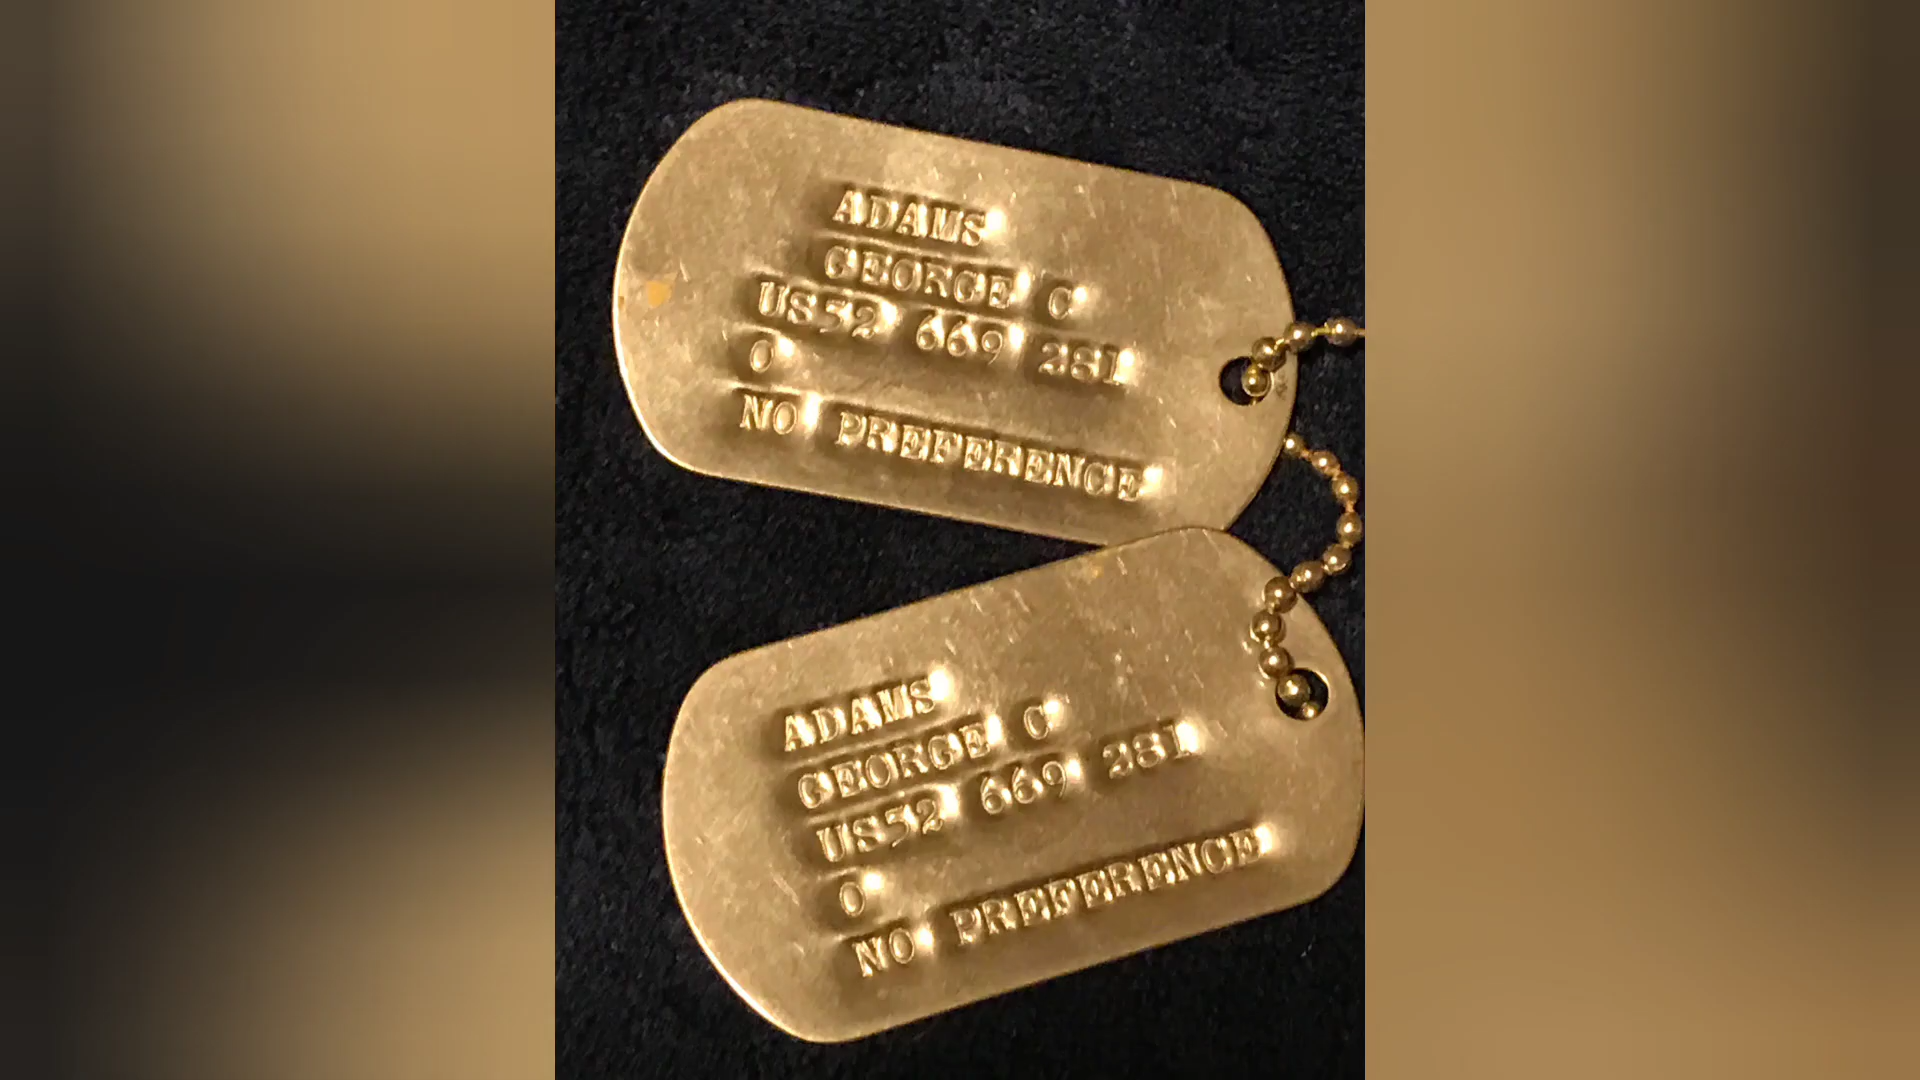 ADAMS
GEORGE C
US52 669 281
O
NO PREFERENCE
ADAMS
GEORGE C
US52 669 281
O
NO PREFERENCE